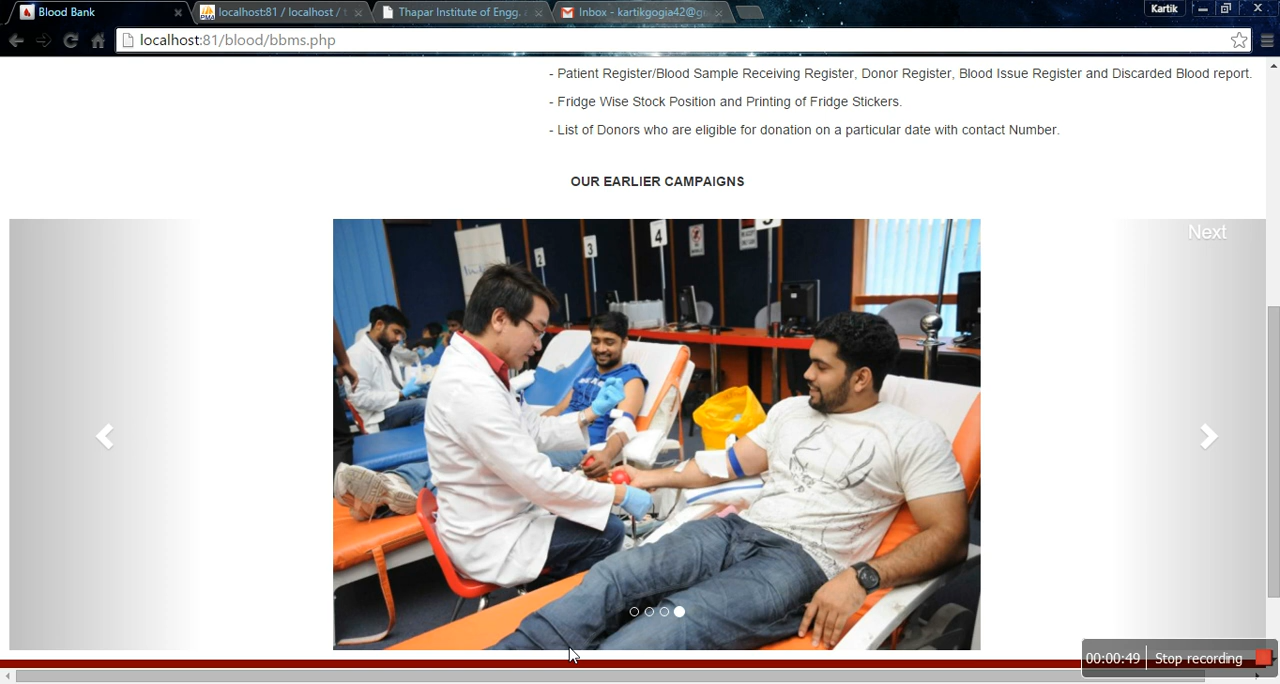 Blood Bank
localhost:81 / localhost / t
Thapar Institute of Engg. 
Inbox - kartikgogia42@g
Kartik
localhost:81/blood/bbms.php
- Patient Register/Blood Sample Receiving Register, Donor Register, Blood Issue Register and Discarded Blood report.
- Fridge Wise Stock Position and Printing of Fridge Stickers.
- List of Donors who are eligible for donation on a particular date with contact Number.
OUR EARLIER CAMPAIGNS
Next
2
3
4
00:00:49 Stop recording